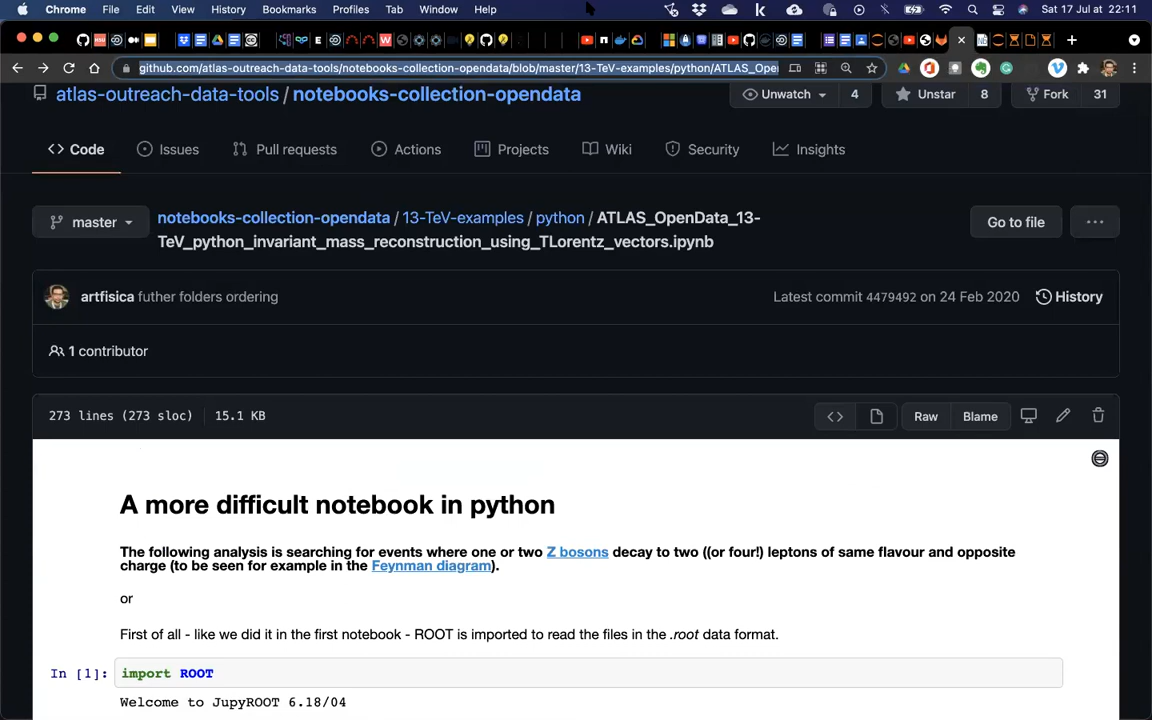 Chrome File Edit View History Bookmarks Profiles Tab Window Help Sat 17 Jul at 22:11
github.com/atlas-outreach-data-tools/notebooks-collection-opendata/blob/master/13-TeV-examples/python/ATLAS_Ope
atlas-outreach-data-tools / notebooks-collection-opendata Unwatch 4 Unstar 8 Fork 31
Code Issues Pull requests Actions Projects Wiki Security Insights
master notebooks-collection-opendata / 13-TeV-examples / python / ATLAS_OpenData_13- Go to file ...
TeV_python_invariant_mass_reconstruction_using_TLorentz_vectors.ipynb
artfisica futher folders ordering Latest commit 4479492 on 24 Feb 2020 History
1 contributor
273 lines (273 sloc) 15.1 KB <> Raw Blame
A more difficult notebook in python
The following analysis is searching for events where one or two Z bosons decay to two ((or four!) leptons of same flavour and opposite
charge (to be seen for example in the Feynman diagram).
or
First of all - like we did it in the first notebook - ROOT is imported to read the files in the .root data format.
In [1]: import ROOT
Welcome to JupyROOT 6.18/04